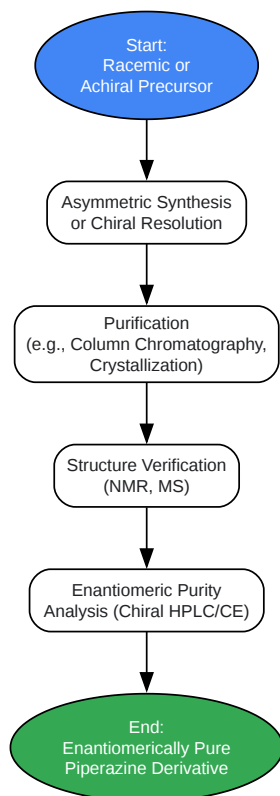 Start:
Racemic or
Achiral Precursor
Asymmetric Synthesis
or Chiral Resolution
Purification
(e.g., Column Chromatography,
Crystallization)
Structure Verification
(NMR, MS)
Enantiomeric Purity
Analysis (Chiral HPLC/CE)
End:
Enantiomerically Pure
Piperazine Derivative